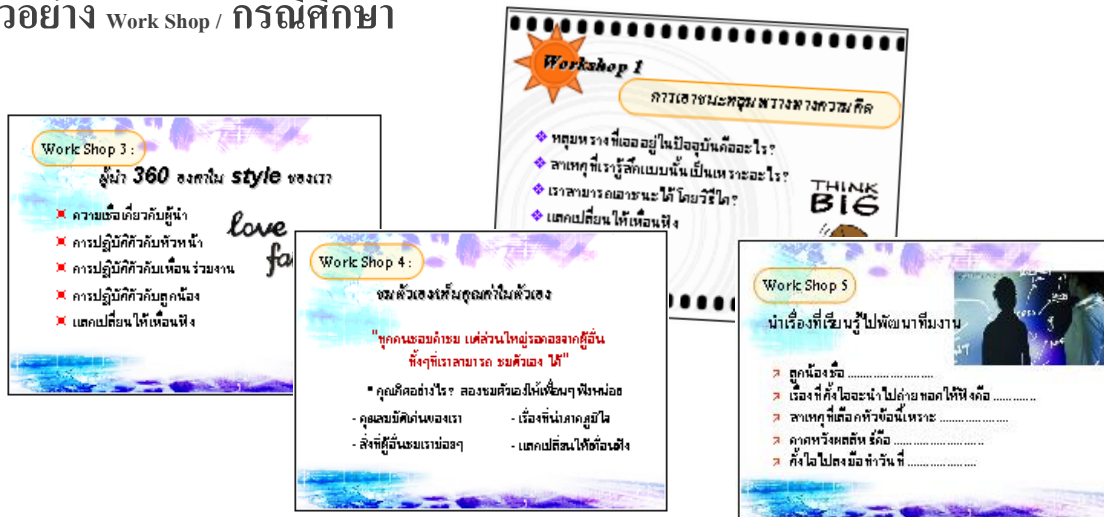 วอย่าง Work Shop / กรณีศึกษา
Workshop 1
การเอาชนะหลุมพรางทางความคิด
หลุมพรางที่เจออยู่ในปัจจุบันคืออะไร?
สาเหตุที่เรารู้สึกแบบนั้นเป็นเพราะอะไร?
เราสามารถเอาชนะได้โดยวิธีใด?
แลกเปลี่ยนให้เพื่อนฟัง
THINK
BIG
Work Shop 3 :
ผู้นำ 360 องศาใน style ของเรา
ความเชื่อเกี่ยวกับผู้นำ
การปฏิบัติตัวกับหัวหน้า
การปฏิบัติตัวกับเพื่อนร่วมงาน
การปฏิบัติตัวกับลูกน้อง
แลกเปลี่ยนให้เพื่อนฟัง
love
fa
Work Shop 4 :
ชมตัวเองเห็นคุณค่าในตัวเอง
"ทุกคนชอบคำชม แต่ส่วนใหญ่รอคอยจากผู้อื่น
ทั้งๆที่เราสามารถ ชมตัวเอง ได้"
* คุณคิดอย่างไร? ลองชมตัวเองให้เพื่อนๆ ฟังหน่อย
- คุณสมบัติเด่นของเรา - เรื่องที่น่าภาคภูมิใจ
- สิ่งที่ผู้อื่นชมเราบ่อยๆ - แลกเปลี่ยนให้เพื่อนฟัง
Work Shop 5
นำเรื่องที่เรียนรู้ไปพัฒนาทีมงาน
ลูกน้องชื่อ ........................
เรื่องที่ตั้งใจจะนำไปถ่ายทอดให้ฟังคือ ............
สาเหตุที่เลือกหัวข้อนี้เพราะ ...................
คาดหวังผลลัพธ์คือ .........................
ตั้งใจไปลงมือทำวันที่ ...................